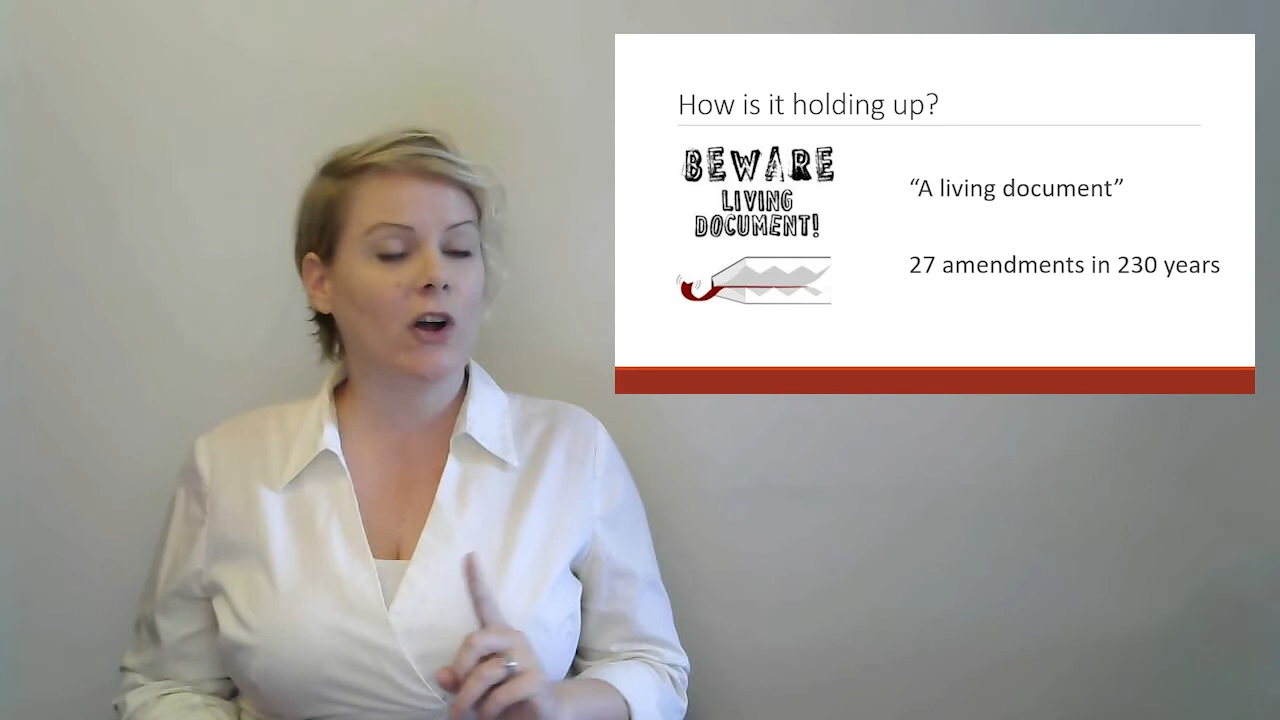 How is it holding up?
BEWARE
LIVING
DOCUMENT!
“A living document”
27 amendments in 230 years